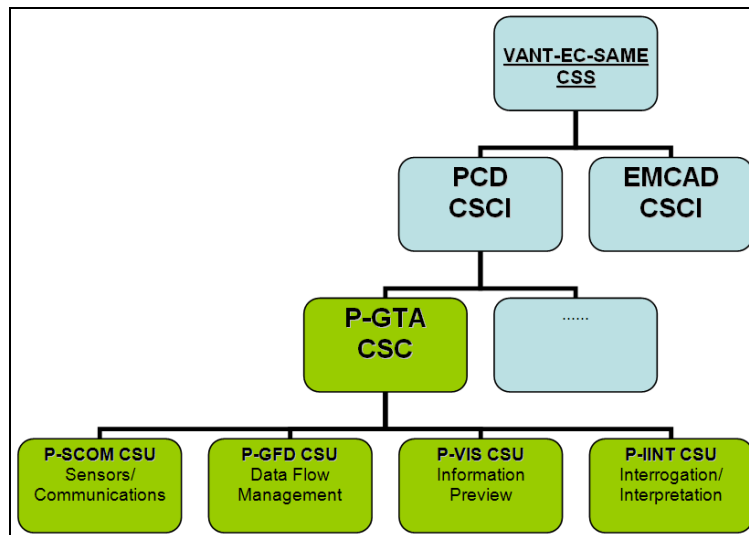 VANT-EC-SAME
CSS
PCD
CSCI
EMCAD
CSCI
P-GTA
CSC
......
P-SCOM CSU
Sensors/
Communications
P-GFD CSU
Data Flow
Management
P-VIS CSU
Information
Preview
P-IINT CSU
Interrogation/
Interpretation